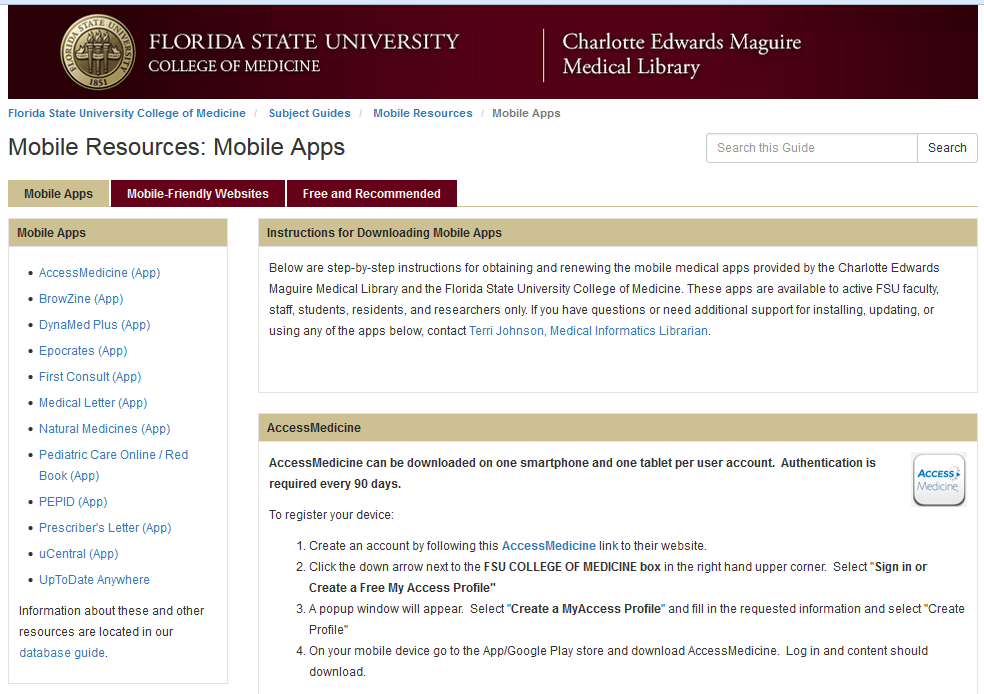 FLORIDA STATE UNIVERSITY
COLLEGE OF MEDICINE
FLORIDA STATE UNIVERSITY
1851
Charlotte Edwards Maguire
Medical Library
Florida State University College of Medicine / Subject Guides / Mobile Resources / Mobile Apps
Mobile Resources: Mobile Apps
Search this Guide
Search
Mobile Apps
Mobile-Friendly Websites
Free and Recommended
Mobile Apps
• AccessMedicine (App)
• BrowZine (App)
• DynaMed Plus (App)
• Epocrates (App)
• First Consult (App)
• Medical Letter (App)
• Natural Medicines (App)
• Pediatric Care Online / Red
Book (App)
• PEPID (App)
• Prescriber's Letter (App)
• uCentral (App)
• UpToDate Anywhere
Information about these and other
resources are located in our
database guide.
Instructions for Downloading Mobile Apps
Below are step-by-step instructions for obtaining and renewing the mobile medical apps provided by the Charlotte Edwards
Maguire Medical Library and the Florida State University College of Medicine. These apps are available to active FSU faculty,
staff, students, residents, and researchers only. If you have questions or need additional support for installing, updating, or
using any of the apps below, contact Terri Johnson, Medical Informatics Librarian.
AccessMedicine
AccessMedicine can be downloaded on one smartphone and one tablet per user account. Authentication is
required every 90 days.
ACCESS
Medicine
To register your device:
1. Create an account by following this AccessMedicine link to their website.
2. Click the down arrow next to the FSU COLLEGE OF MEDICINE box in the right hand upper corner. Select "Sign in or
Create a Free My Access Profile"
3. A popup window will appear. Select "Create a MyAccess Profile" and fill in the requested information and select "Create
Profile"
4. On your mobile device go to the App/Google Play store and download AccessMedicine. Log in and content should
download.